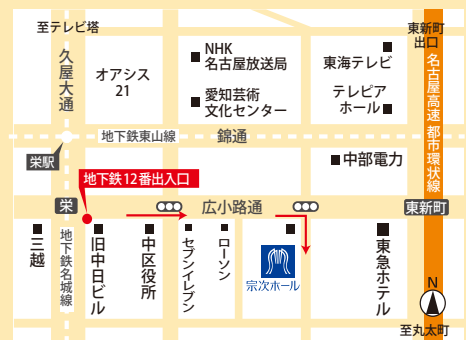 至テレビ塔
久屋大通
オアシス
21
NHK
名古屋放送局
愛知芸術
文化センター
東海テレビ
テレピア
ホール
東新町
出口
名古屋高速 都市環状線
地下鉄東山線
錦通
栄駅
中部電力
地下鉄12番出入口
栄
広小路通
東新町
三越
地下鉄名城線
旧中日ビル
中区役所
セブンイレブン
ローソン
宗次ホール
東急ホテル
N
至丸太町